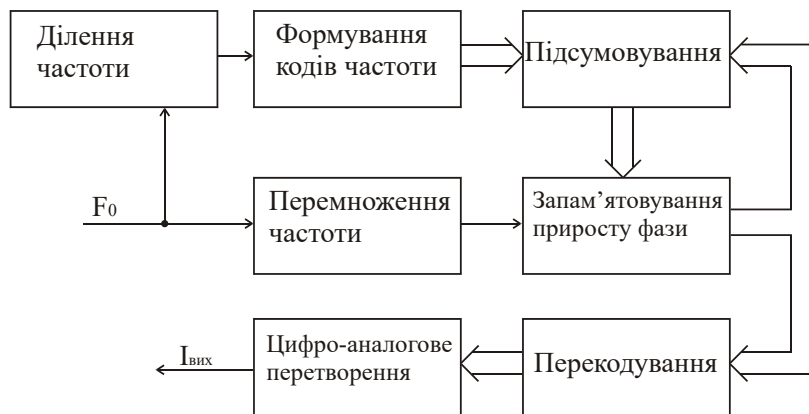 Ділення
частоти
Формування
кодів частоти
Підсумовування
F0
Перемноження
частоти
Запам’ятовування
приросту фази
Iвих
Цифро-аналогове
перетворення
Перекодування